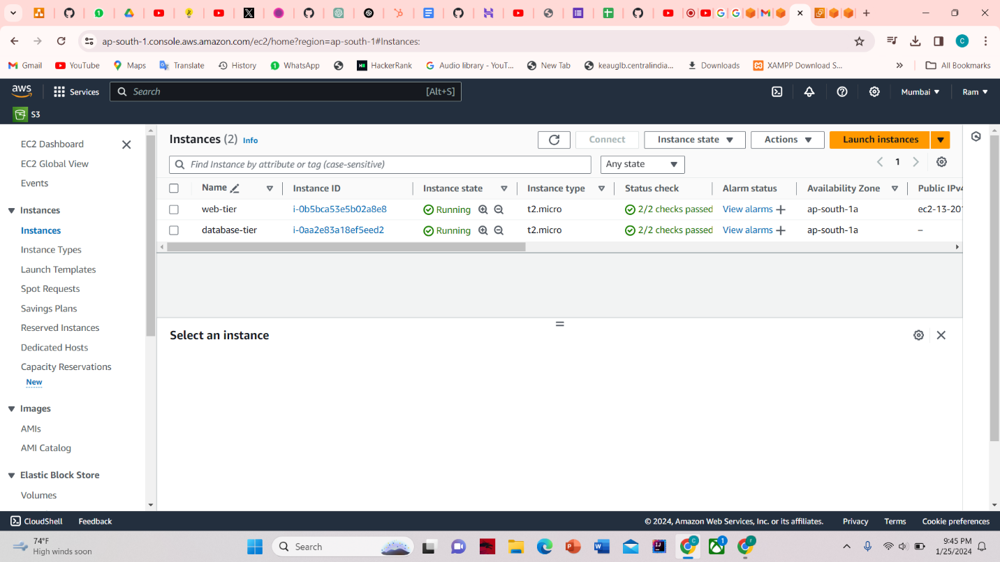 ap-south-1.console.aws.amazon.com/ec2/home?region=ap-south-1#Instances:
C
Gmail YouTube Maps Translate History WhatsApp HackerRank Audio library - YouT... New Tab keauglb.centralindia... Downloads XAMPP Download S... » All Bookmarks
aws Services Search [Alt+S] Mumbai Ram
S3
EC2 Dashboard
EC2 Global View
Events
Instances
Instances
Instance Types
Launch Templates
Spot Requests
Savings Plans
Reserved Instances
Dedicated Hosts
Capacity Reservations
New
Images
AMIs
AMI Catalog
Elastic Block Store
Volumes
Instances (2) Info Connect Instance state Actions Launch instances
Find Instance by attribute or tag (case-sensitive) Any state 1
Name Instance ID Instance state Instance type Status check Alarm status Availability Zone Public IPv4
web-tier i-0b5bca53e5b02a8e8 Running t2.micro 2/2 checks passed View alarms + ap-south-1a ec2-13-201
database-tier i-0aa2e83a18ef5eed2 Running t2.micro 2/2 checks passed View alarms + ap-south-1a –
Select an instance
CloudShell Feedback © 2024, Amazon Web Services, Inc. or its affiliates. Privacy Terms Cookie preferences
74°F
High winds soon
Search
9:45 PM
1/25/2024